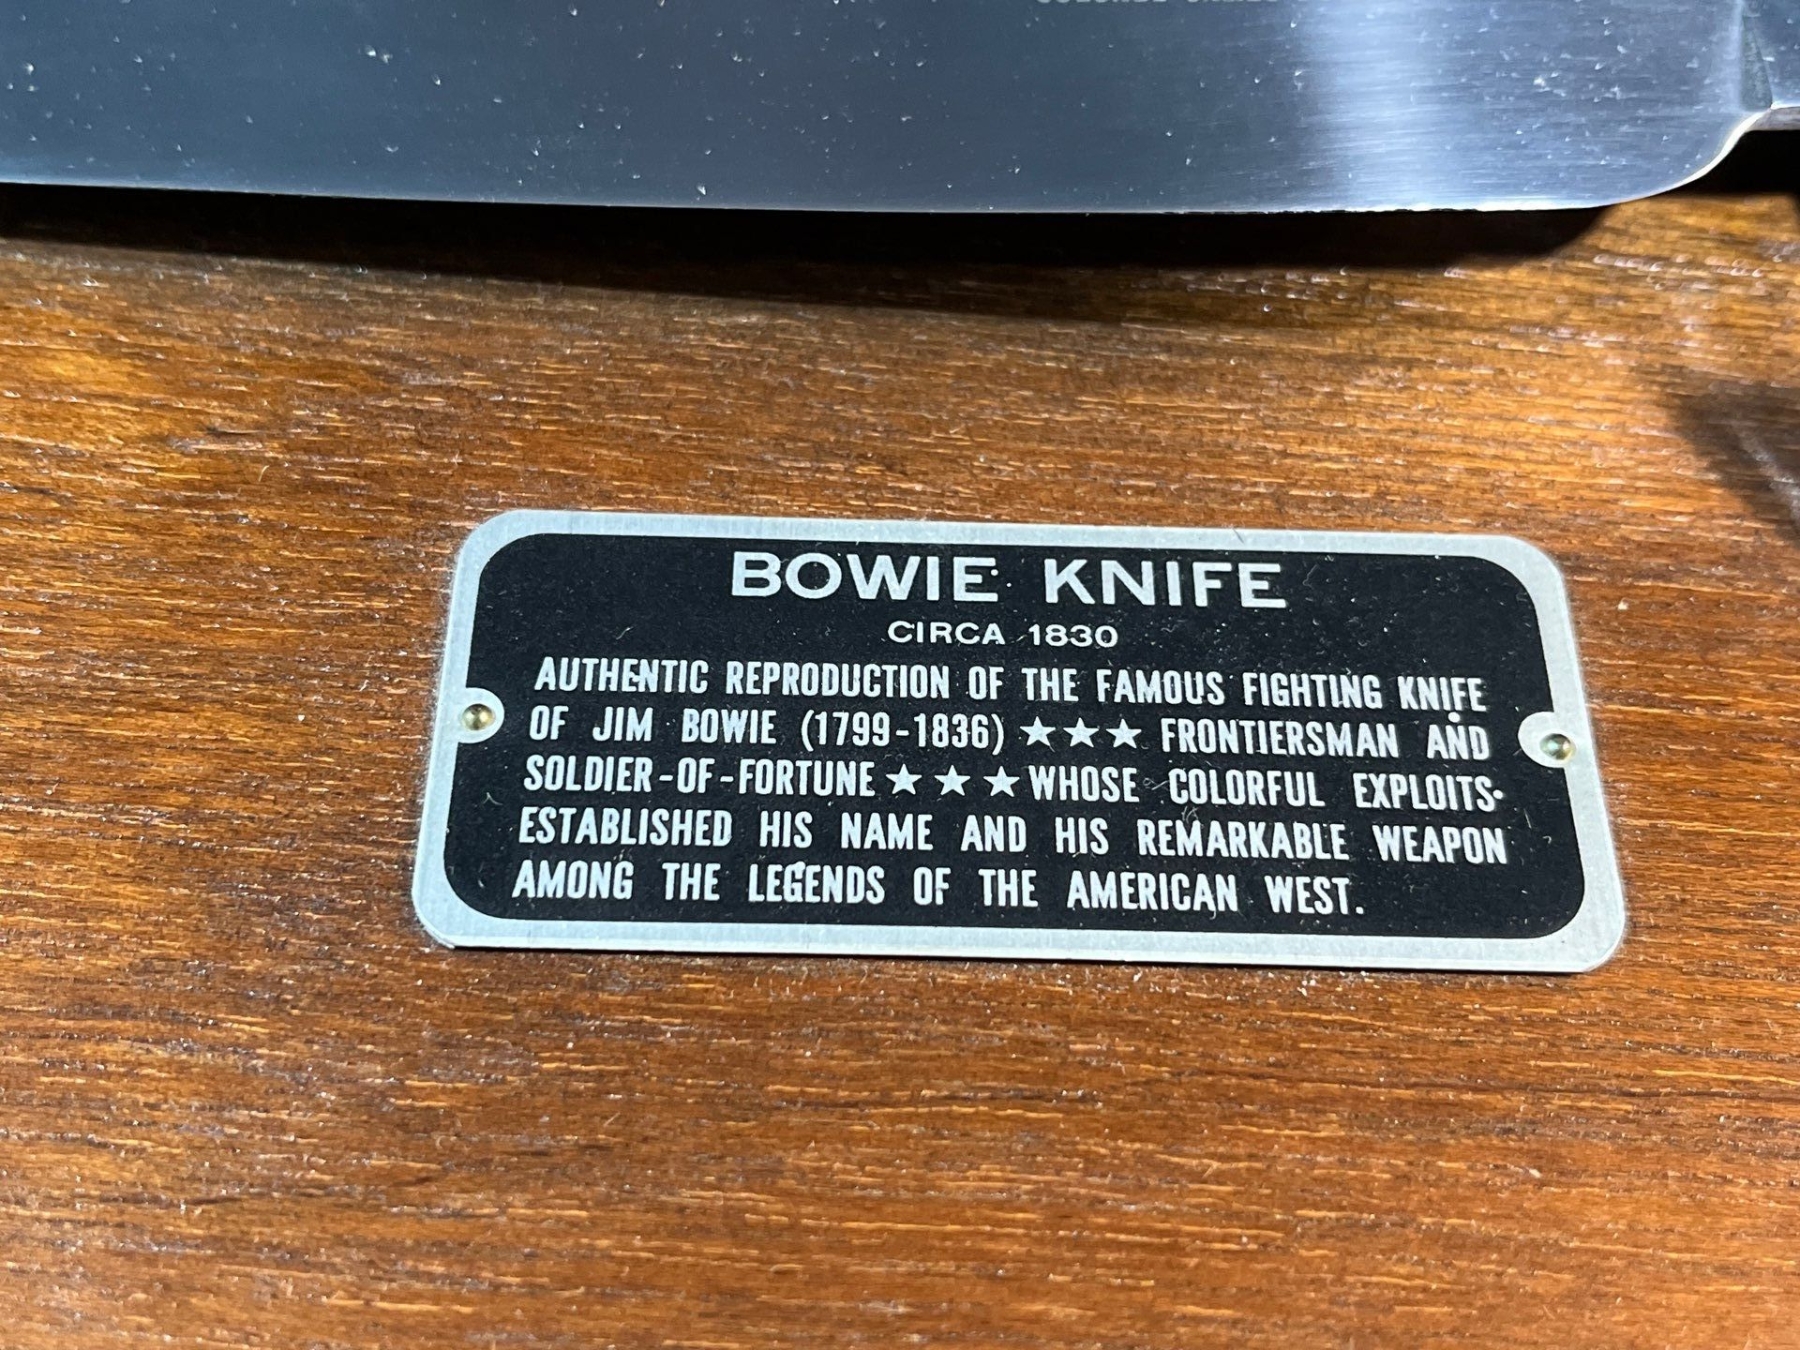 BOWIE KNIFE
CIRCA 1830
AUTHENTIC REPRODUCTION OF THE FAMOUS FIGHTING KNIFE
OF JIM BOWIE (1799-1836) ★★★ FRONTIERSMAN AND
SOLDIER-OF-FORTUNE ★ ★ ★ WHOSE COLORFUL EXPLOITS
ESTABLISHED HIS NAME AND HIS REMARKABLE WEAPON
AMONG THE LEGENDS OF THE AMERICAN WEST.